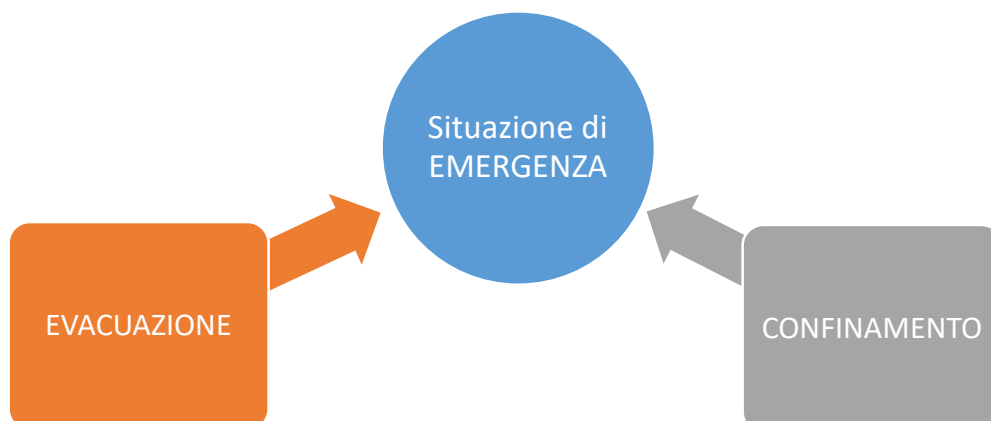 Situazione di
EMERGENZA
EVACUAZIONE
CONFINAMENTO